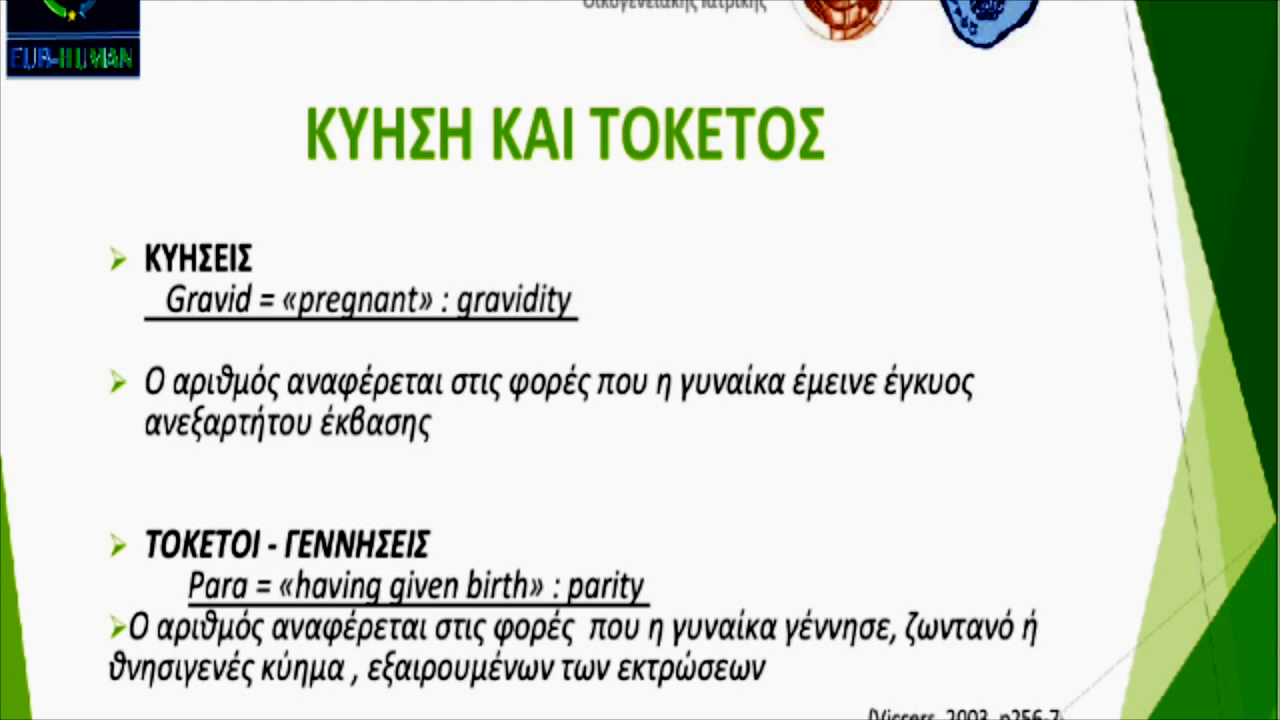 Οικογενειακής Ιατρικής
EUR-HUMAN
ΚΥΗΣΗ ΚΑΙ ΤΟΚΕΤΟΣ
ΚΥΗΣΕΙΣ
Gravid = «pregnant» : gravidity
Ο αριθμός αναφέρεται στις φορές που η γυναίκα έμεινε έγκυος
ανεξαρτήτου έκβασης
ΤΟΚΕΤΟΙ - ΓΕΝΝΗΣΕΙΣ
Para = «having given birth» : parity
Ο αριθμός αναφέρεται στις φορές που η γυναίκα γέννησε, ζωντανό ή
θνησιγενές κύημα , εξαιρουμένων των εκτρώσεων
2003, p256-7